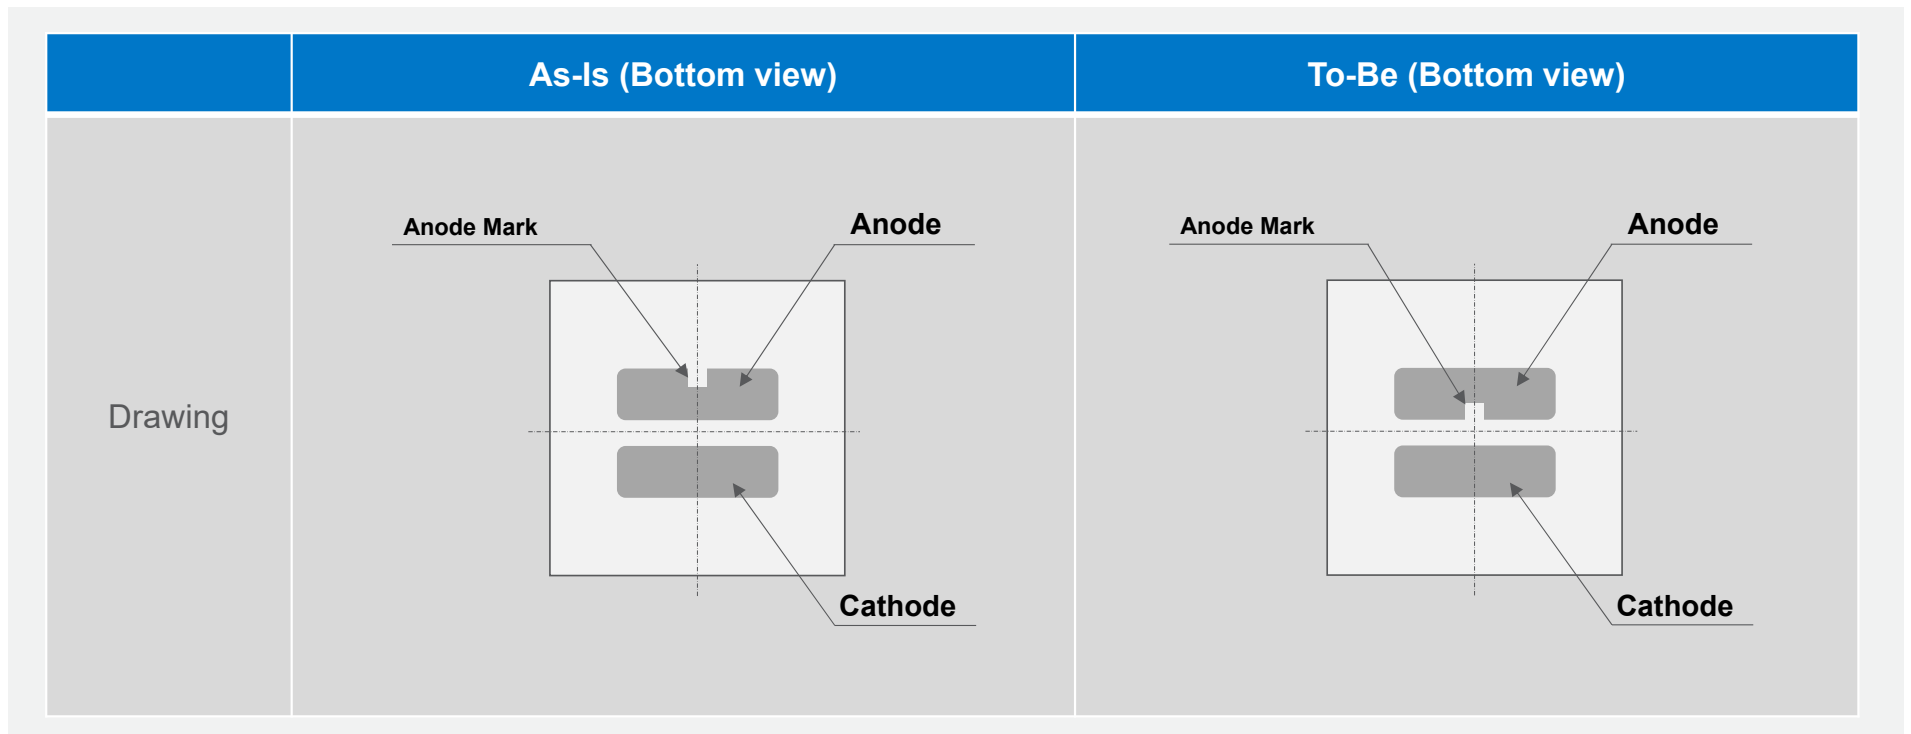 As-Is (Bottom view)
To-Be (Bottom view)
Drawing
Anode Mark
Anode
Cathode
Anode Mark
Anode
Cathode